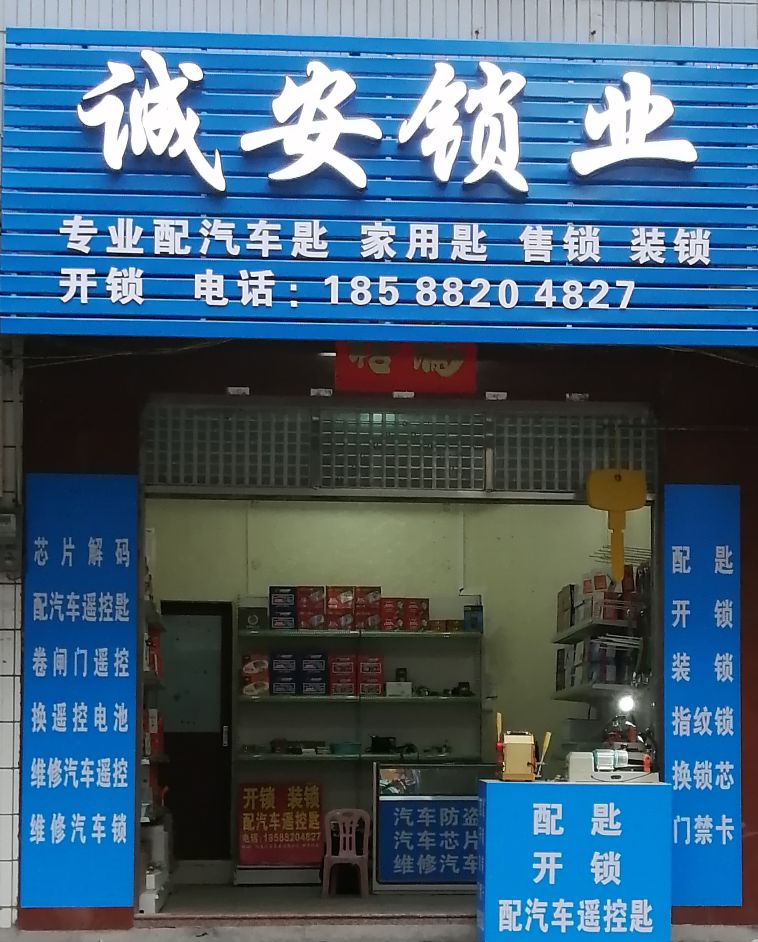 诚安锁业
专业配汽车匙 家用匙 售锁 装锁
开锁 电话：185 8820 4827
芯片解码
配汽车遥控匙
卷闸门遥控
换遥控电池
维修汽车遥控
维修汽车锁
开锁 装锁
配汽车遥控匙
电话:18588204827
汽车防盗
汽车芯片
维修汽车
配匙
开锁
配汽车遥控匙
配匙
开锁
装锁
指纹锁
换锁芯
门禁卡